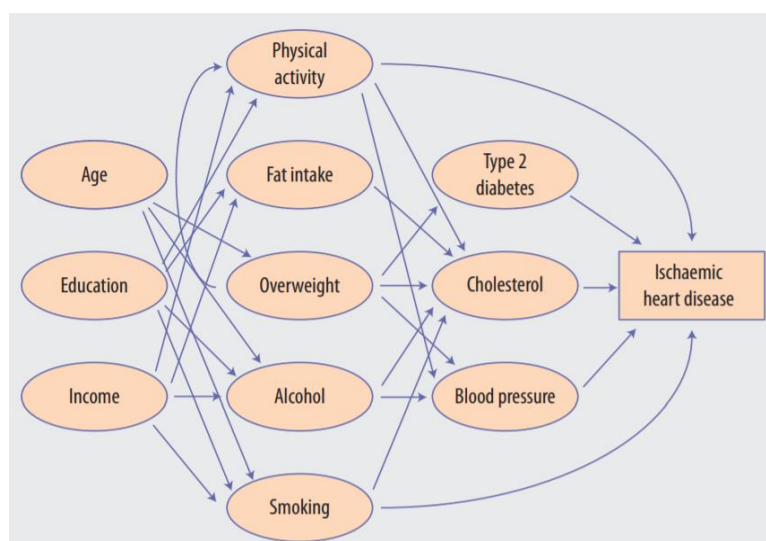 Physical
activity
Age
Fat intake
Type 2
diabetes
Education
Overweight
Cholesterol
Ischaemic
heart disease
Income
Alcohol
Blood pressure
Smoking